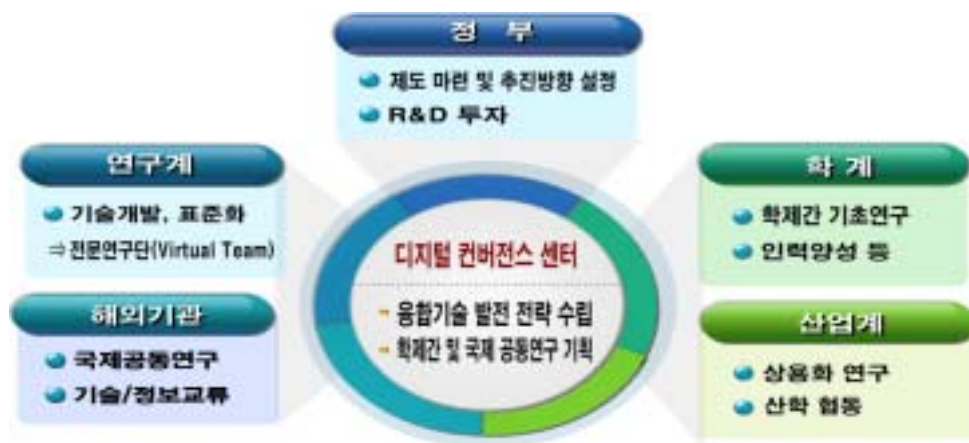 정 부
제도 마련 및 추진방향 설정
R&D 투자
연구계
기술개발, 표준화
⇒ 전문연구단(Virtual Team)
해외기관
국제공동연구
기술/정보교류
디지털 컨버전스 센터
융합기술 발전 전략 수립
학제간 및 국제 공동연구 기획
학 계
학제간 기초연구
인력양성 등
산업계
상용화 연구
산학 협동